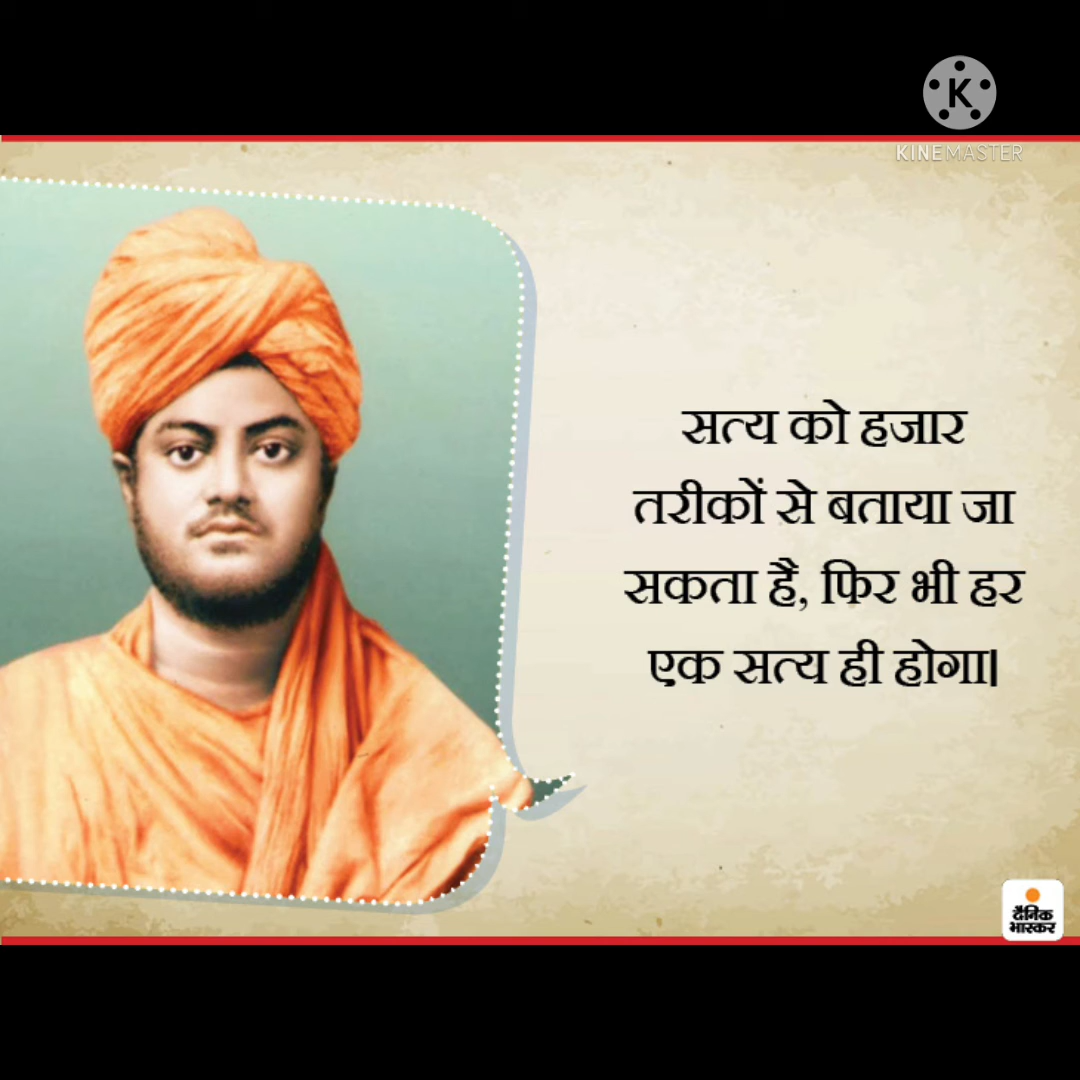 K
KINEMASTER
सत्य को हजार
तरीकों से बताया जा
सकता है, फिर भी हर
एक सत्य ही होगा।
दैनिक
भास्कर